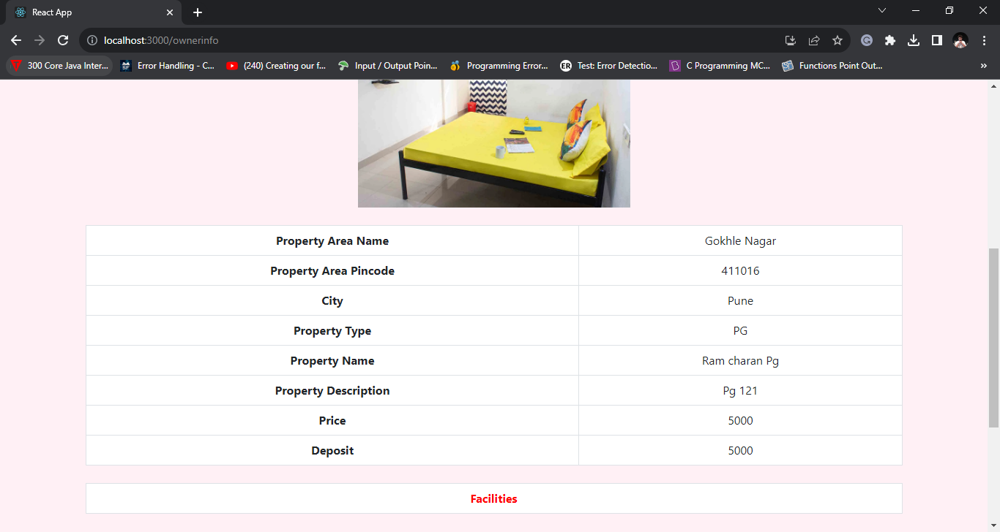 React App
localhost:3000/ownerinfo
300 Core Java Inter... Error Handling - C... (240) Creating our f... Input / Output Poin... Programming Error... ER Test: Error Detectio... C Programming MC... Functions Point Out... »
Property Area Name Gokhle Nagar
Property Area Pincode 411016
City Pune
Property Type PG
Property Name Ram charan Pg
Property Description Pg 121
Price 5000
Deposit 5000
Facilities